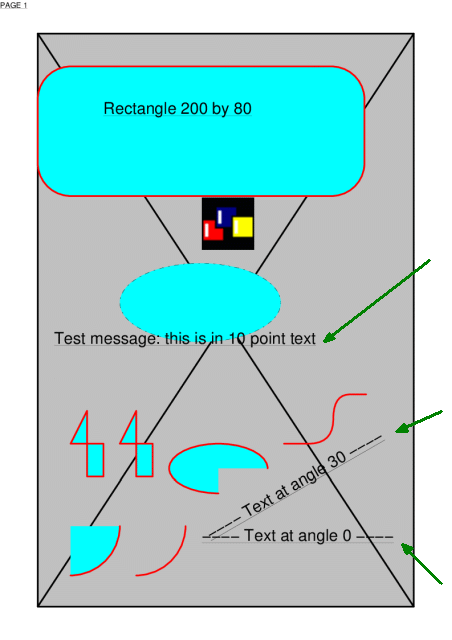 PAGE 1
Rectangle 200 by 80
Test message: this is in 10 point text
---- Text at angle 30 ----
---- Text at angle 0 ----